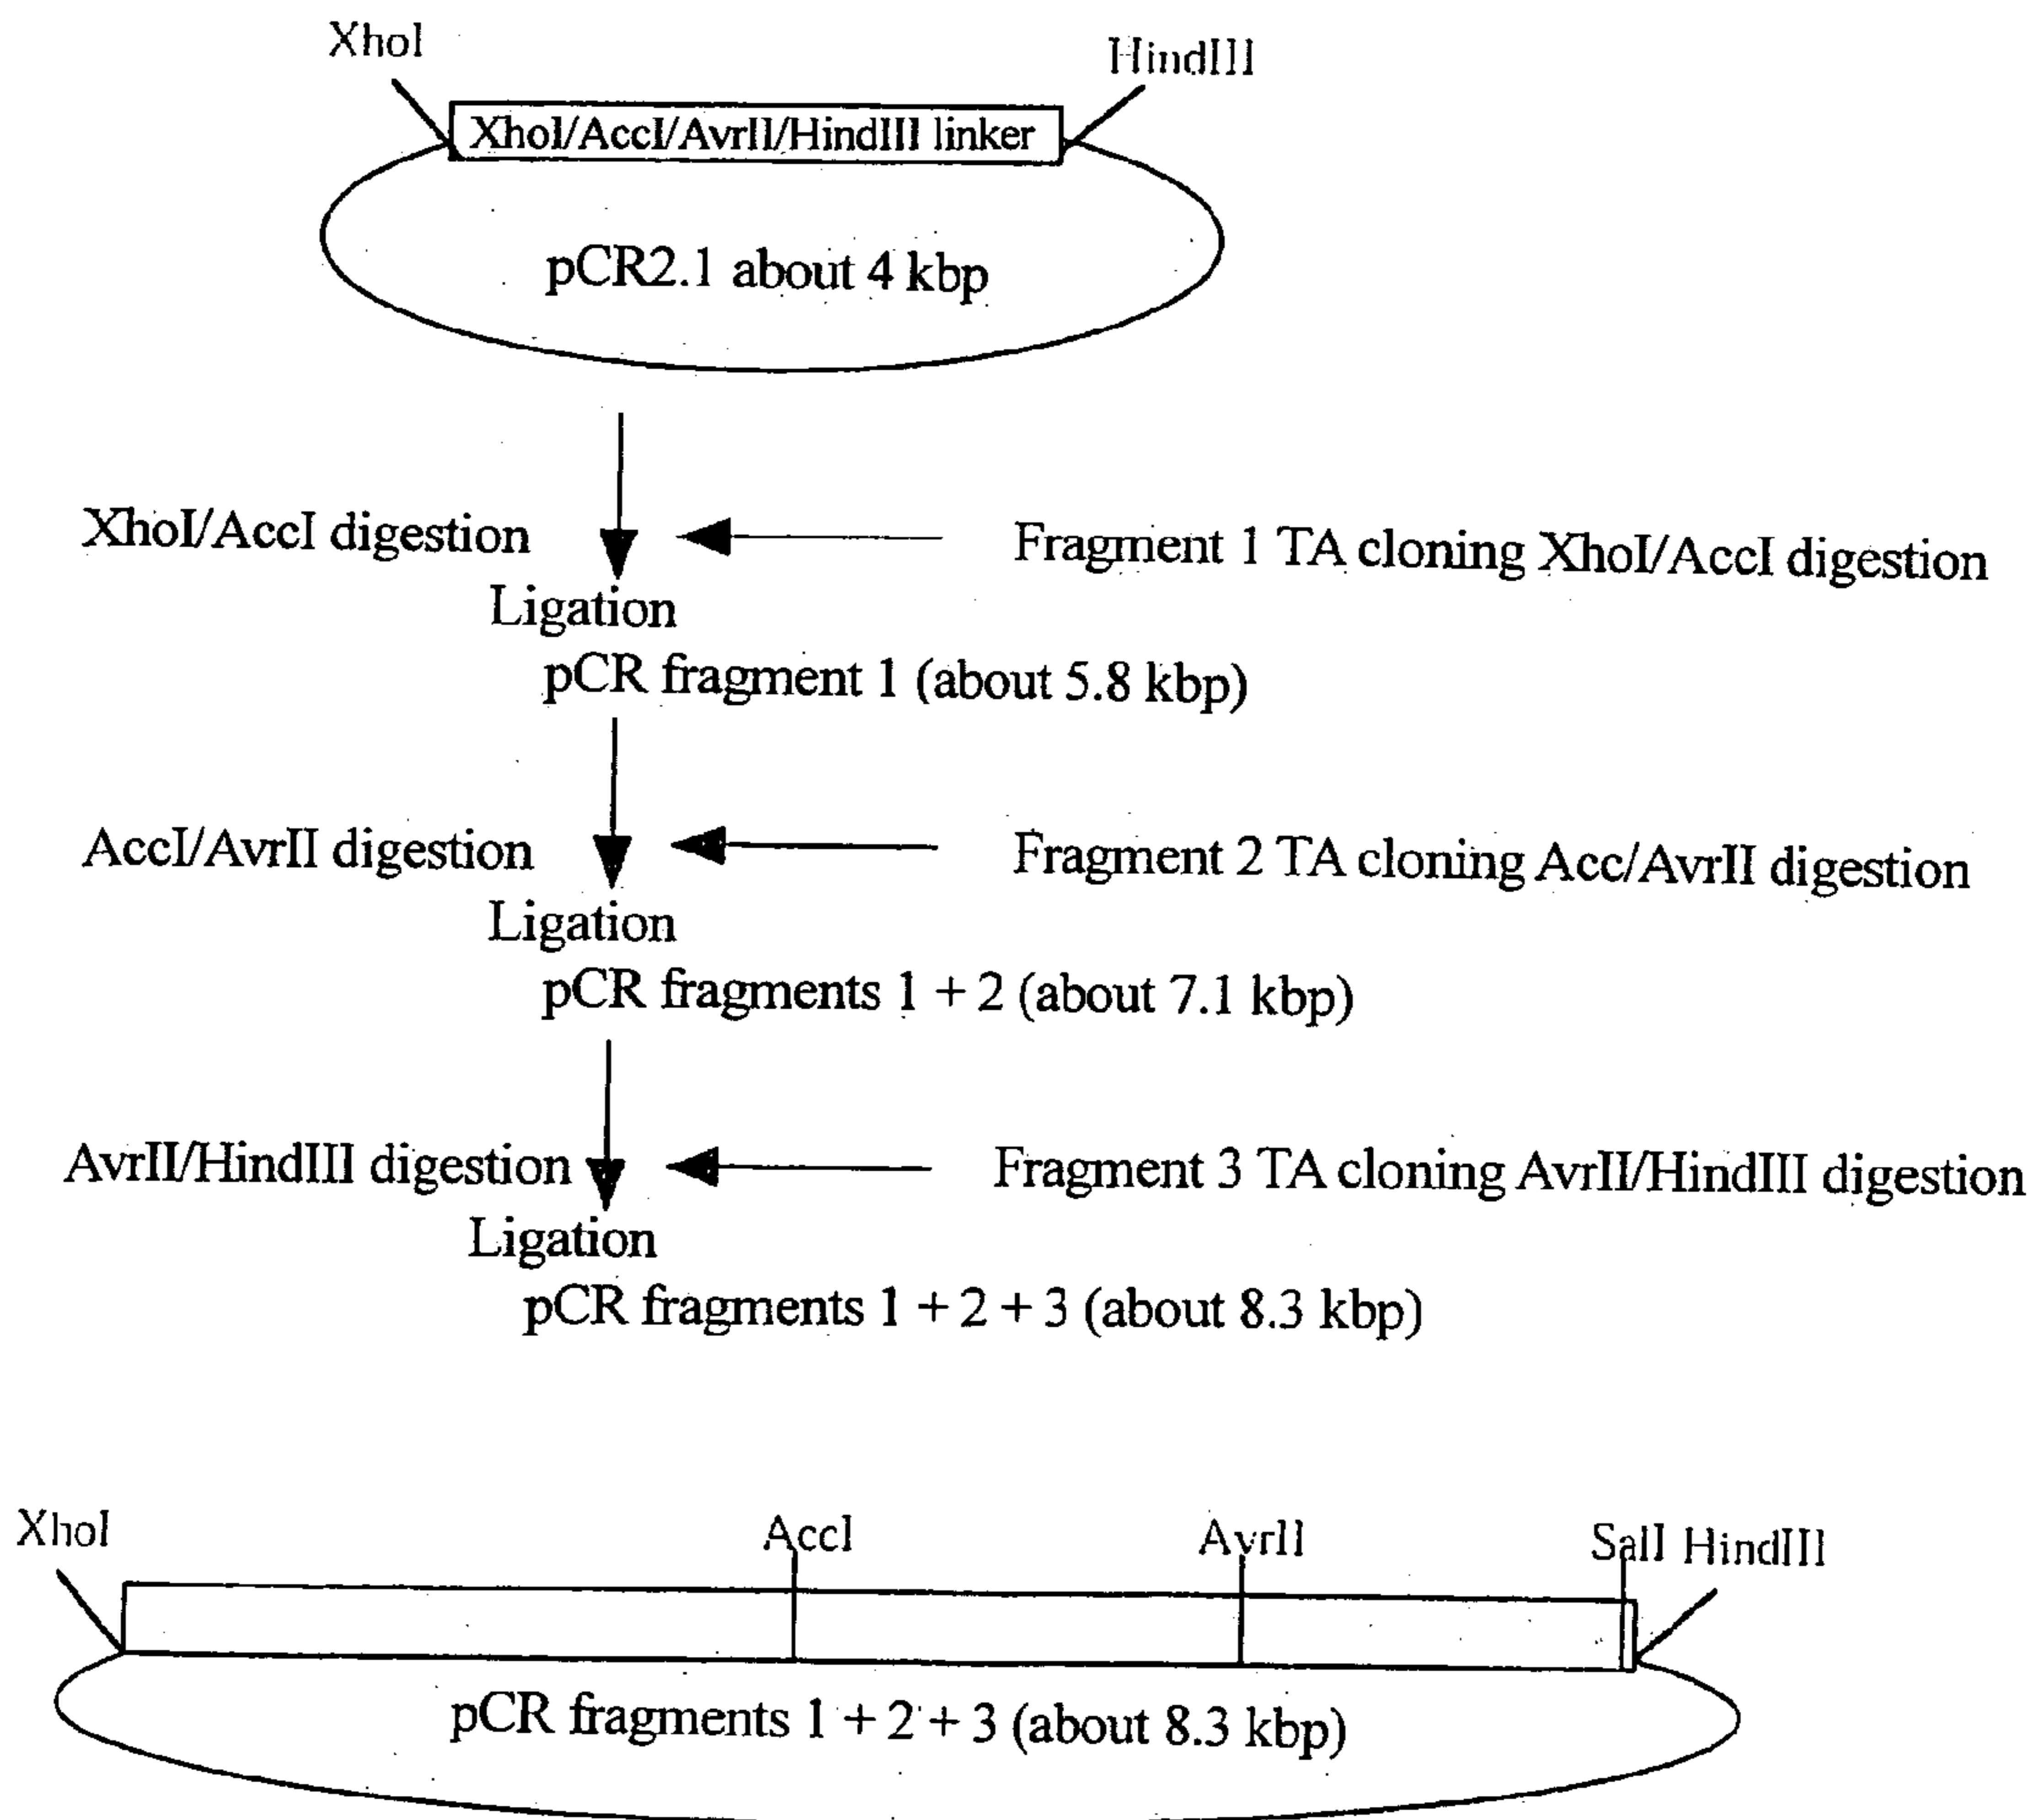 XhoI
HindIII
XhoI/AccI/AvrII/HindIII linker
pCR2.1 about 4 kbp
XhoI/AccI digestion
Fragment 1 TA cloning XhoI/AccI digestion
Ligation
pCR fragment 1 (about 5.8 kbp)
AccI/AvrII digestion
Fragment 2 TA cloning Acc/AvrII digestion
Ligation
pCR fragments 1 + 2 (about 7.1 kbp)
AvrII/HindIII digestion
Fragment 3 TA cloning AvrII/HindIII digestion
Ligation
pCR fragments 1 + 2 + 3 (about 8.3 kbp)
XhoI
AccI
AvrII
SalI HindIII
pCR fragments 1 + 2 + 3 (about 8.3 kbp)